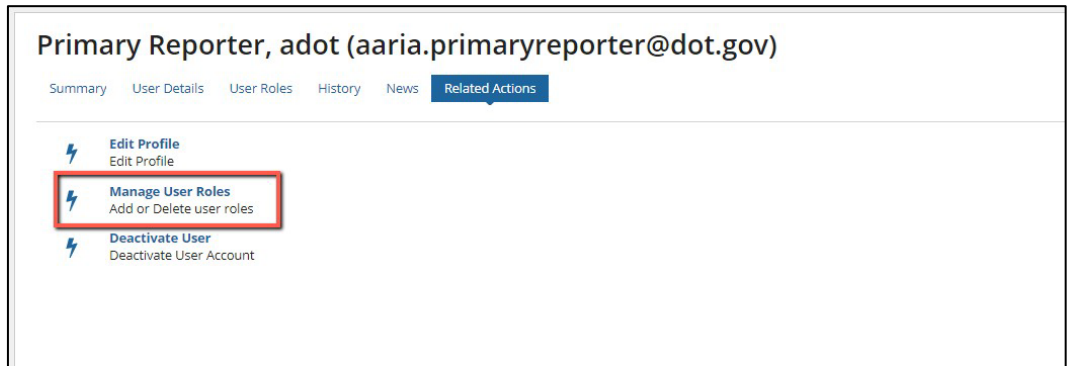 Primary Reporter, adot (aaria.primaryreporter@dot.gov)
Summary User Details User Roles History News Related Actions
Edit Profile
Edit Profile
Manage User Roles
Add or Delete user roles
Deactivate User
Deactivate User Account